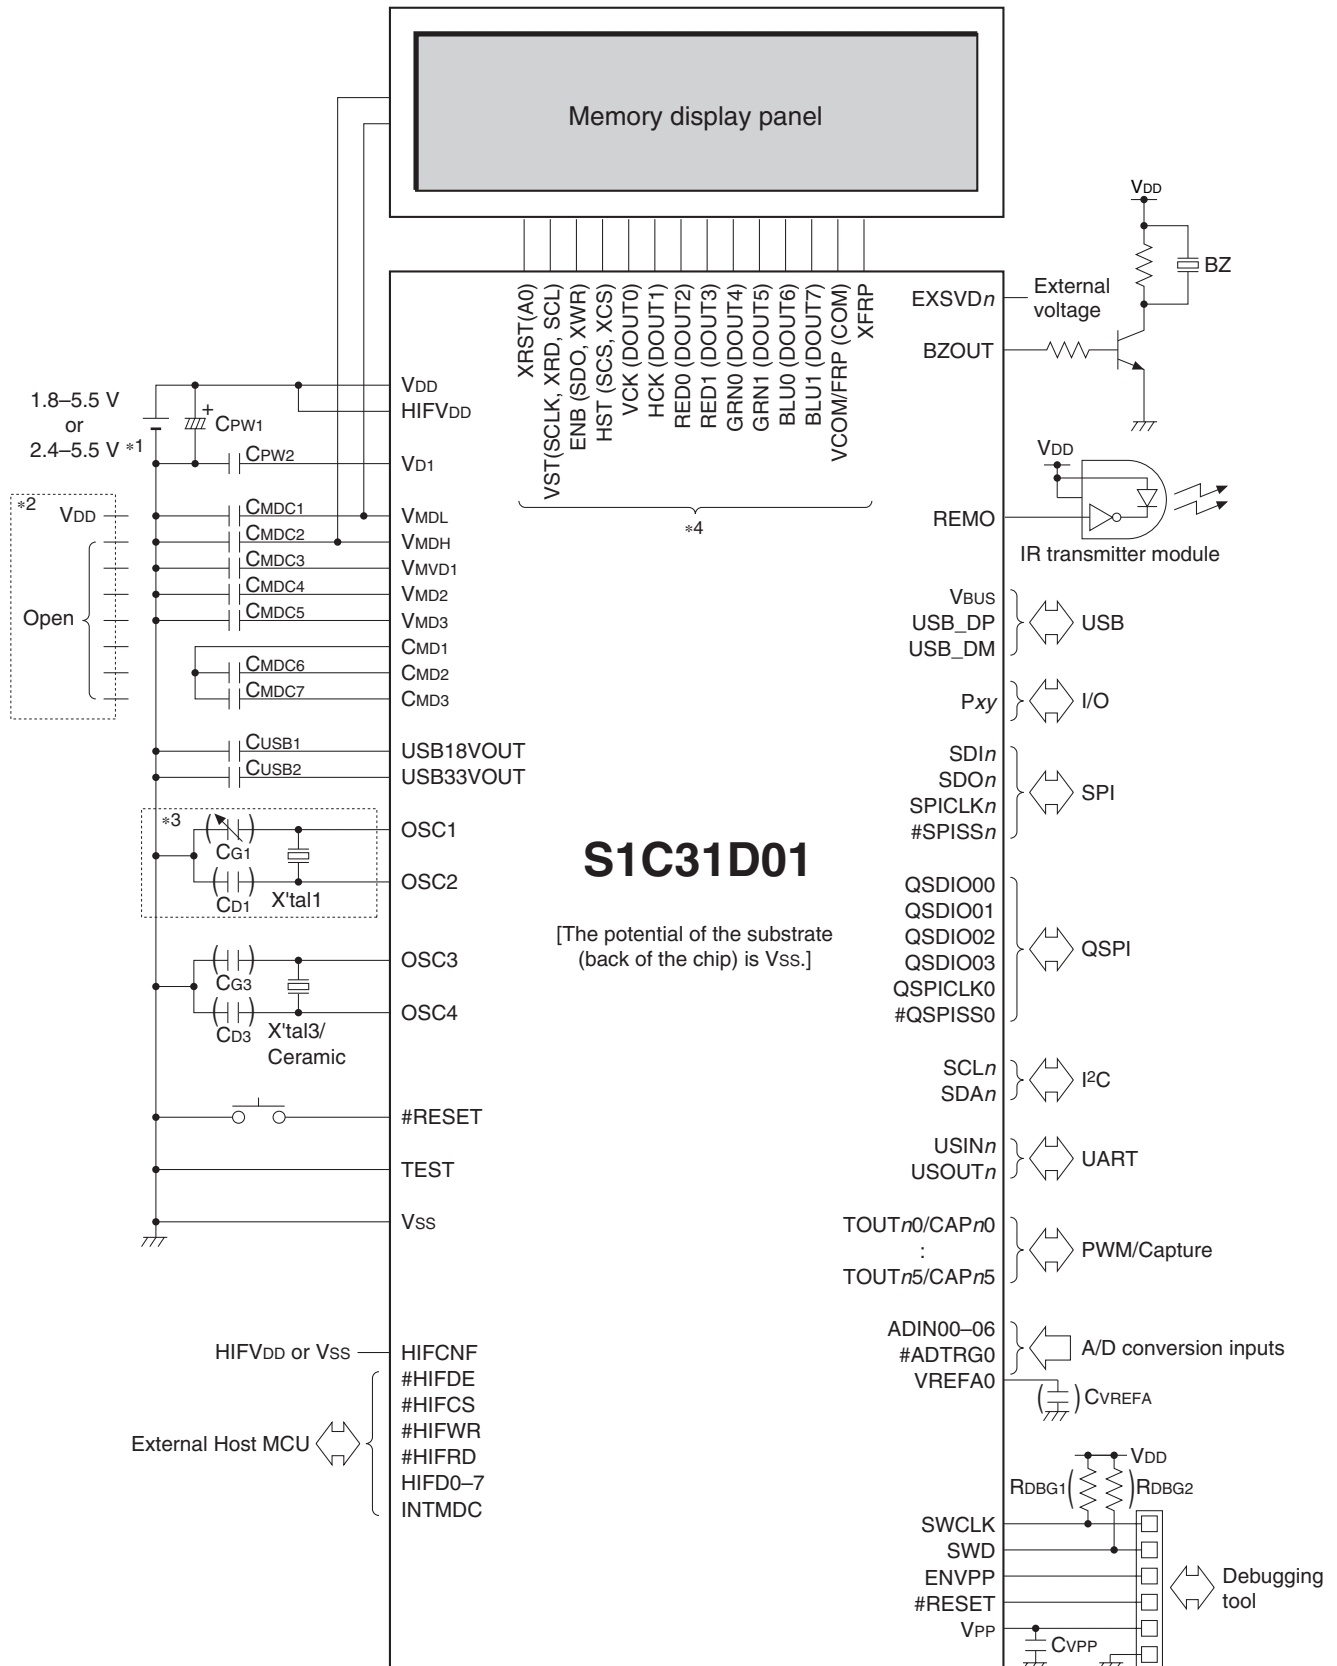 Memory display panel
XRST(A0)
VST(SCLK, XRD, SCL)
ENB (SDO, XWR)
HST (SCS, XCS)
VCK (DOUT0)
HCK (DOUT1)
RED0 (DOUT2)
RED1 (DOUT3)
GRN0 (DOUT4)
GRN1 (DOUT5)
BLU0 (DOUT6)
BLU1 (DOUT7)
VCOM/FRP (COM)
XFRP
*4
1.8–5.5 V
or
2.4–5.5 V *1
+
CPW1
CPW2
VDD
HIFVDD
VD1
*2
VDD
Open
CMDC1
CMDC2
CMDC3
CMDC4
CMDC5
CMDC6
CMDC7
VMDL
VMDH
VMVD1
VMD2
VMD3
CMD1
CMD2
CMD3
CUSB1
CUSB2
USB18VOUT
USB33VOUT
*3
CG1
CD1
X'tal1
OSC1
OSC2
CG3
CD3
X'tal3/
Ceramic
OSC3
OSC4
#RESET
TEST
VSS
HIFVDD or VSS
HIFCNF
External Host MCU
#HIFDE
#HIFCS
#HIFWR
#HIFRD
HIFD0–7
INTMDC
S1C31D01
[The potential of the substrate
(back of the chip) is VSS.]
EXSVDn
External
voltage
BZOUT
VDD
BZ
REMO
VDD
IR transmitter module
VBUS
USB_DP
USB_DM
USB
Pxy
I/O
SDIn
SDOn
SPICLKn
#SPISSn
SPI
QSDIO00
QSDIO01
QSDIO02
QSDIO03
QSPICLK0
#QSPISS0
QSPI
SCLn
SDAn
I²C
USINn
USOUTn
UART
TOUTn0/CAPn0
:
TOUTn5/CAPn5
PWM/Capture
ADIN00–06
#ADTRG0
A/D conversion inputs
VREFA0
CVREFA
VDD
RDBG1
RDBG2
SWCLK
SWD
ENVPP
#RESET
VPP
CVPP
Debugging
tool